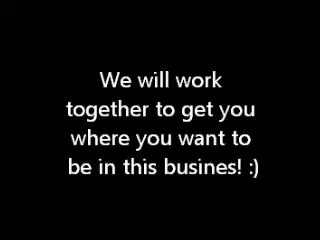 We will work
together to get you
where you want to
be in this busines! :)